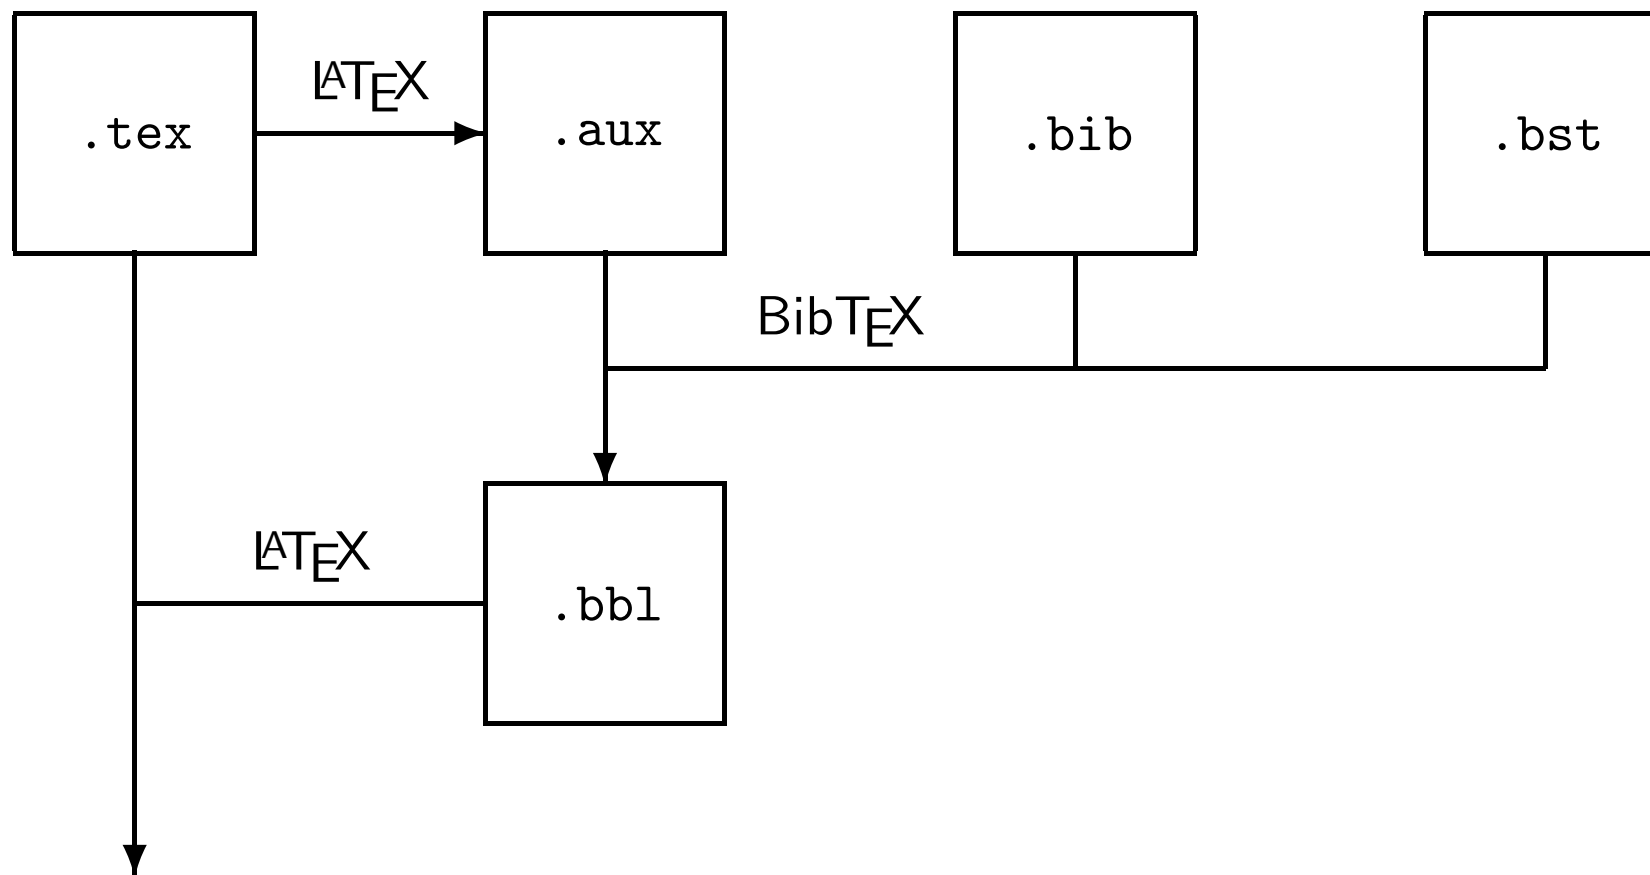 LATEX
.tex
.aux
.bib
.bst
BibTEX
LATEX
.bbl